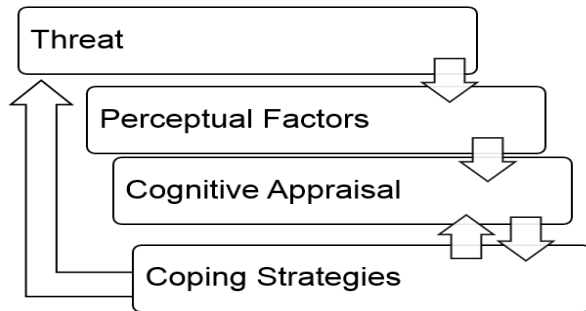 Threat
Perceptual Factors
Cognitive Appraisal
Coping Strategies